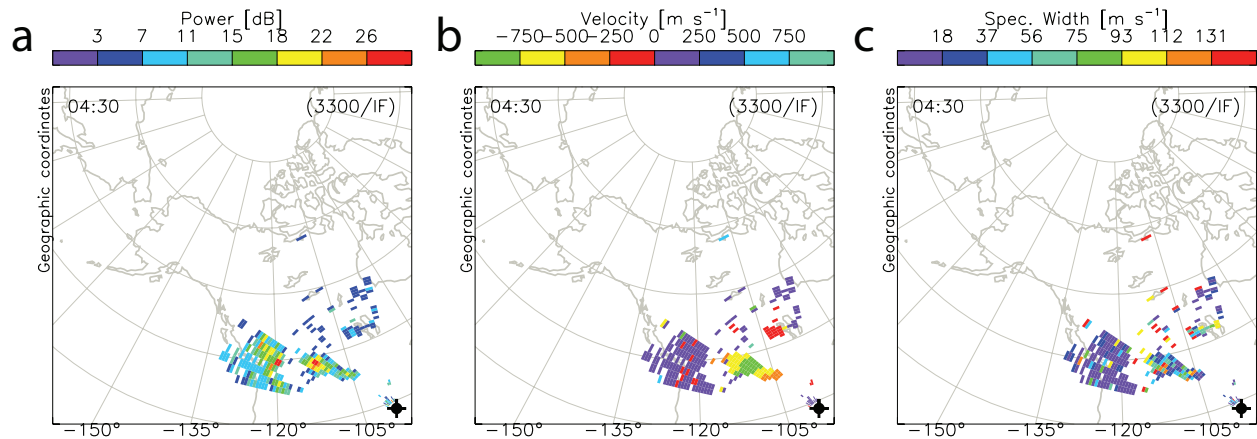 a
Power [dB]
3 7 11 15 18 22 26
04:30
(3300/IF)
Geographic coordinates
−150° −135° −120° −105°
b
Velocity [m s⁻¹]
−750 −500 −250 0 250 500 750
04:30
(3300/IF)
Geographic coordinates
−150° −135° −120° −105°
c
Spec. Width [m s⁻¹]
18 37 56 75 93 112 131
04:30
(3300/IF)
Geographic coordinates
−150° −135° −120° −105°